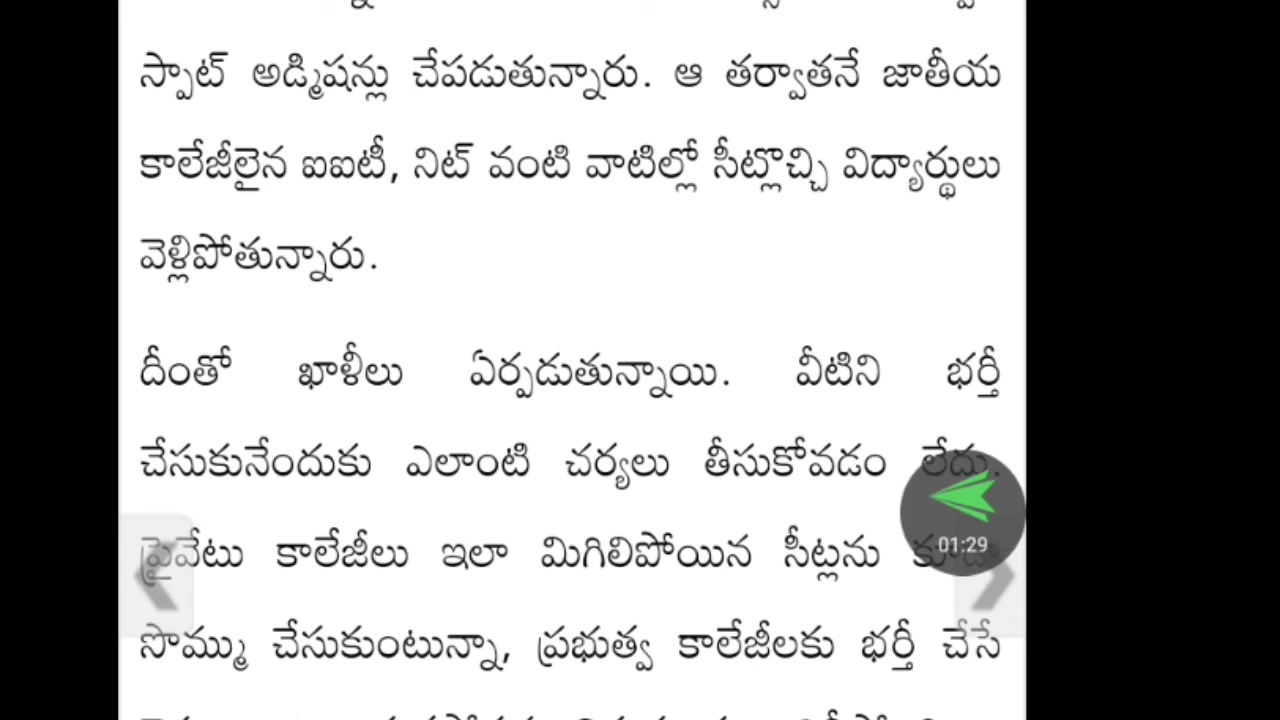 స్పాట్ అడ్మిషన్లు చేపడుతున్నారు. ఆ తర్వాతనే జాతీయ
కాలేజీలైన ఐఐటీ, నిట్ వంటి వాటిల్లో సీట్లొచ్చి విద్యార్థులు
వెళ్లిపోతున్నారు.
దీంతో ఖాళీలు ఏర్పడుతున్నాయి. వీటిని భర్తీ
చేసుకునేందుకు ఎలాంటి చర్యలు తీసుకోవడం లేదు.
ప్రైవేటు కాలేజీలు ఇలా మిగిలిపోయిన సీట్లను కూడా
01:29
సొమ్ము చేసుకుంటున్నా, ప్రభుత్వ కాలేజీలకు భర్తీ చేసే